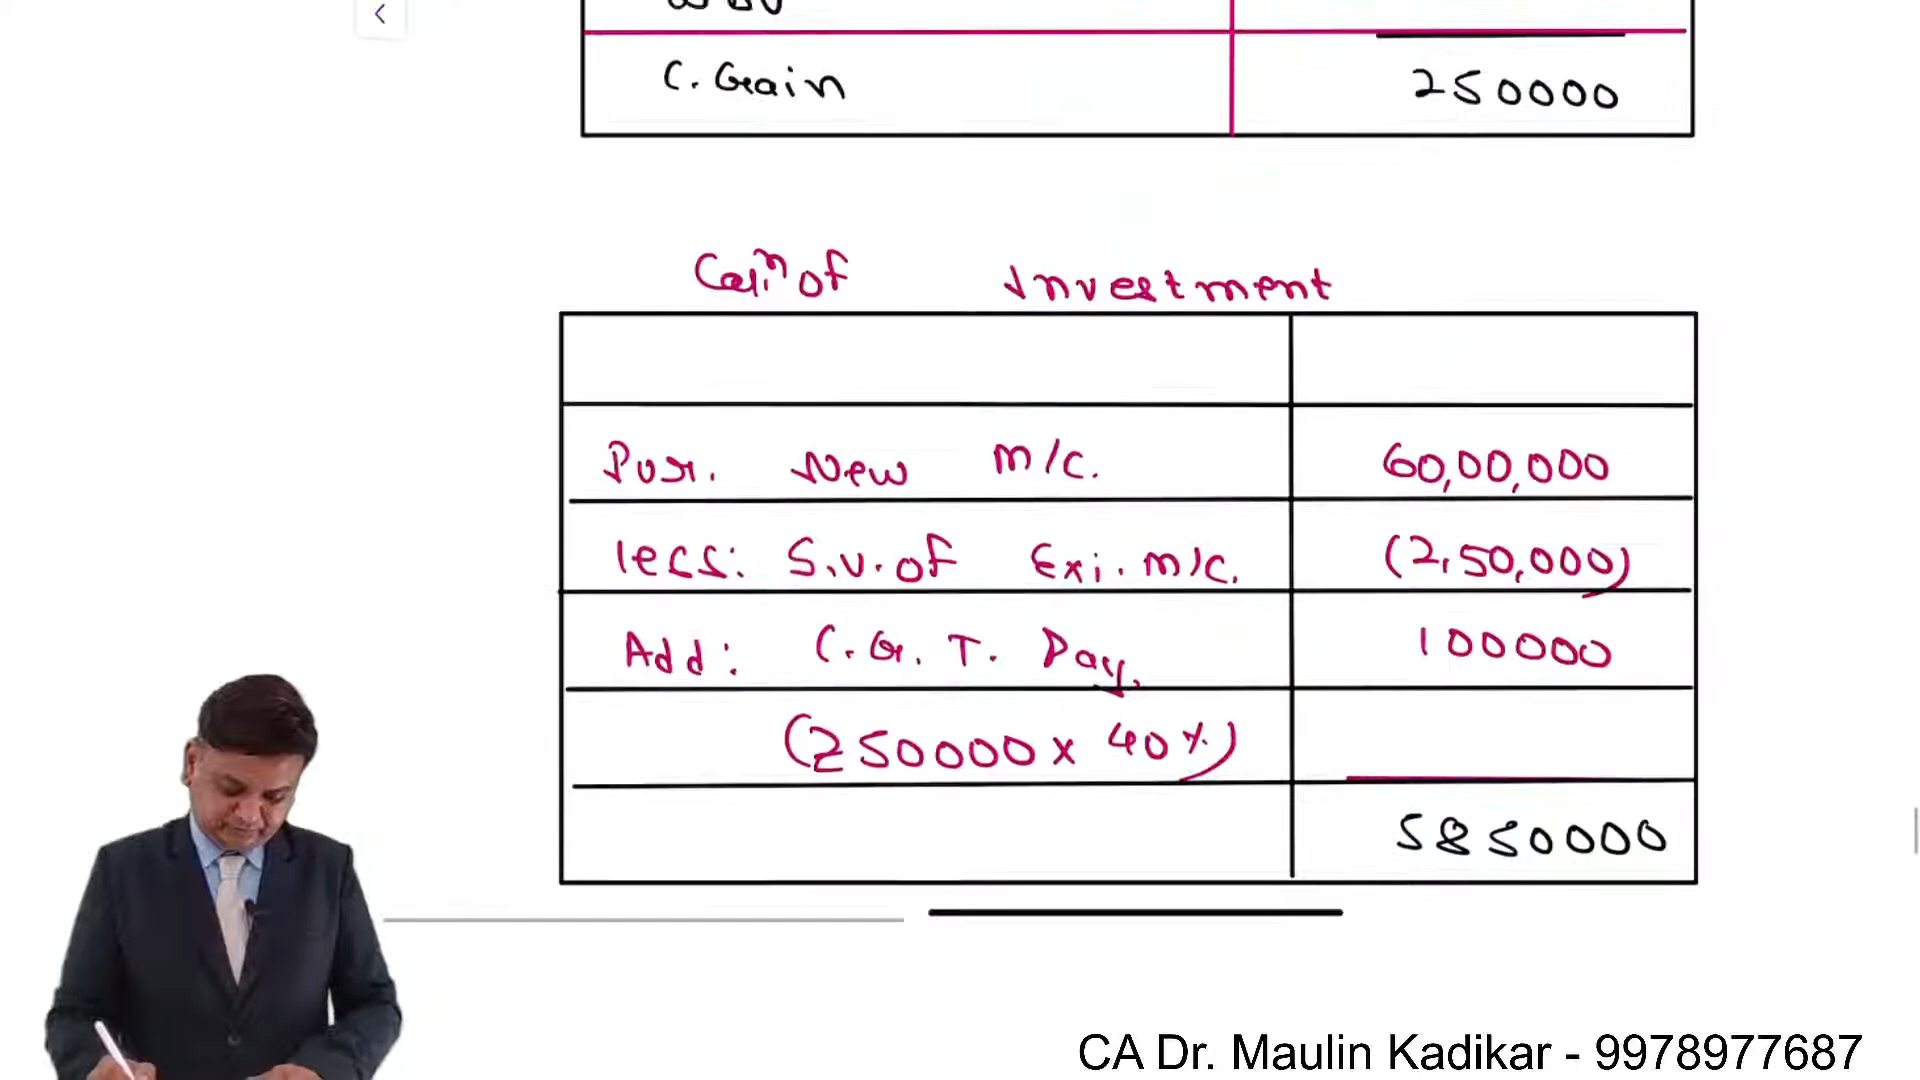 C. Gain 250000
Caln of Investment
Pur. New M/C. 60,00,000
less: S.V. of Exi. M/C. (2,50,000)
Add: C.G.T. Pay. 100000
(250000 x 40%)
5850000
CA Dr. Maulin Kadikar - 9978977687